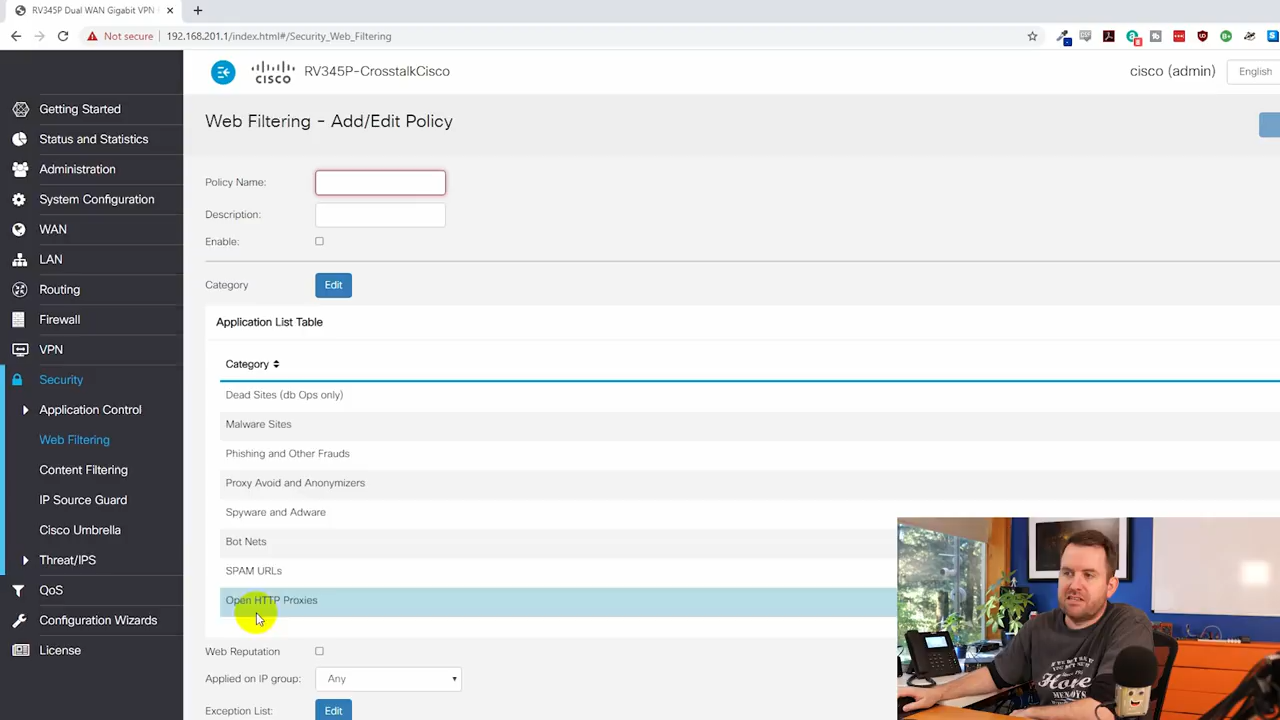 RV345P Dual WAN Gigabit VPN
Not secure | 192.168.201.1/index.html#/Security_Web_Filtering
CISCO
RV345P-CrosstalkCisco
cisco (admin)
English
Getting Started
Status and Statistics
Administration
System Configuration
WAN
LAN
Routing
Firewall
VPN
Security
Application Control
Web Filtering
Content Filtering
IP Source Guard
Cisco Umbrella
Threat/IPS
QoS
Configuration Wizards
License
Web Filtering - Add/Edit Policy
Policy Name:
Description:
Enable:
Category
Edit
Application List Table
Category
Dead Sites (db Ops only)
Malware Sites
Phishing and Other Frauds
Proxy Avoid and Anonymizers
Spyware and Adware
Bot Nets
SPAM URLs
Open HTTP Proxies
Web Reputation
Applied on IP group:
Any
Exception List:
Edit